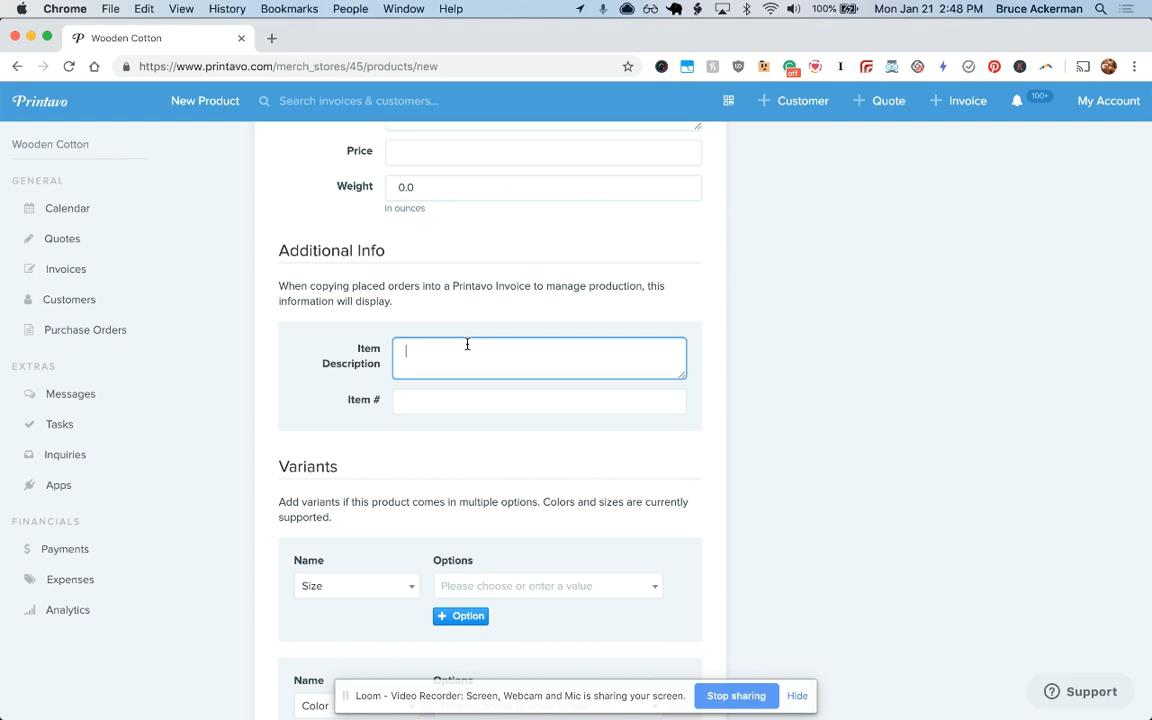 Chrome File Edit View History Bookmarks People Window Help 100% Mon Jan 21 2:48 PM Bruce Ackerman
Wooden Cotton
https://www.printavo.com/merch_stores/45/products/new
off
Printavo New Product Search invoices & customers... Customer Quote Invoice 100+ My Account
Wooden Cotton
GENERAL
Calendar
Quotes
Invoices
Customers
Purchase Orders
EXTRAS
Messages
Tasks
Inquiries
Apps
FINANCIALS
$ Payments
Expenses
Analytics
Price
Weight 0.0
in ounces
Additional Info
When copying placed orders into a Printavo Invoice to manage production, this
information will display.
Item
Description
Item #
Variants
Add variants if this product comes in multiple options. Colors and sizes are currently
supported.
Name Options
Size Please choose or enter a value
+ Option
Name
Color
Loom - Video Recorder: Screen, Webcam and Mic is sharing your screen. Stop sharing Hide
Support